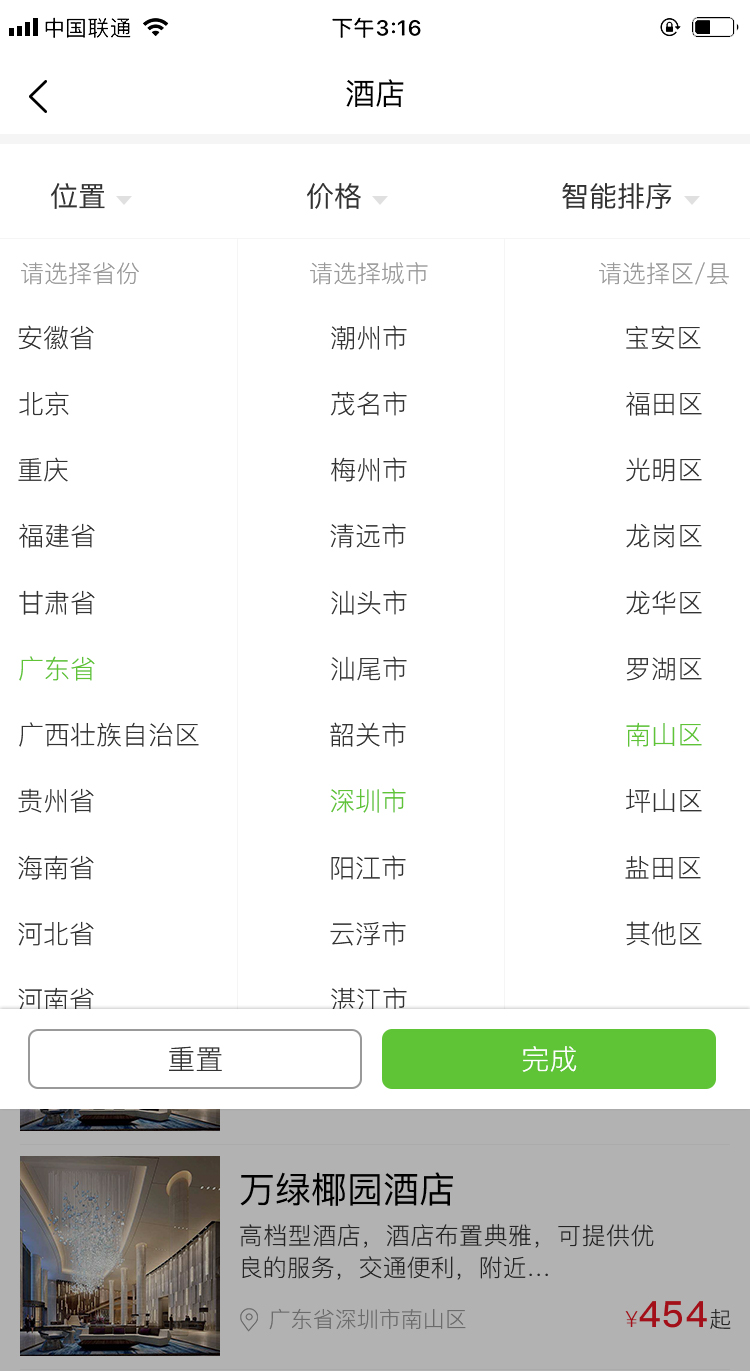 中国联通 下午3:16
酒店
位置 价格 智能排序
请选择省份 请选择城市 请选择区/县
安徽省 潮州市 宝安区
北京 茂名市 福田区
重庆 梅州市 光明区
福建省 清远市 龙岗区
甘肃省 汕头市 龙华区
广东省 汕尾市 罗湖区
广西壮族自治区 韶关市 南山区
贵州省 深圳市 坪山区
海南省 阳江市 盐田区
河北省 云浮市 其他区
河南省 湛江市
重置 完成
万绿椰园酒店
高档型酒店，酒店布置典雅，可提供优
良的服务，交通便利，附近...
广东省深圳市南山区 ¥454起